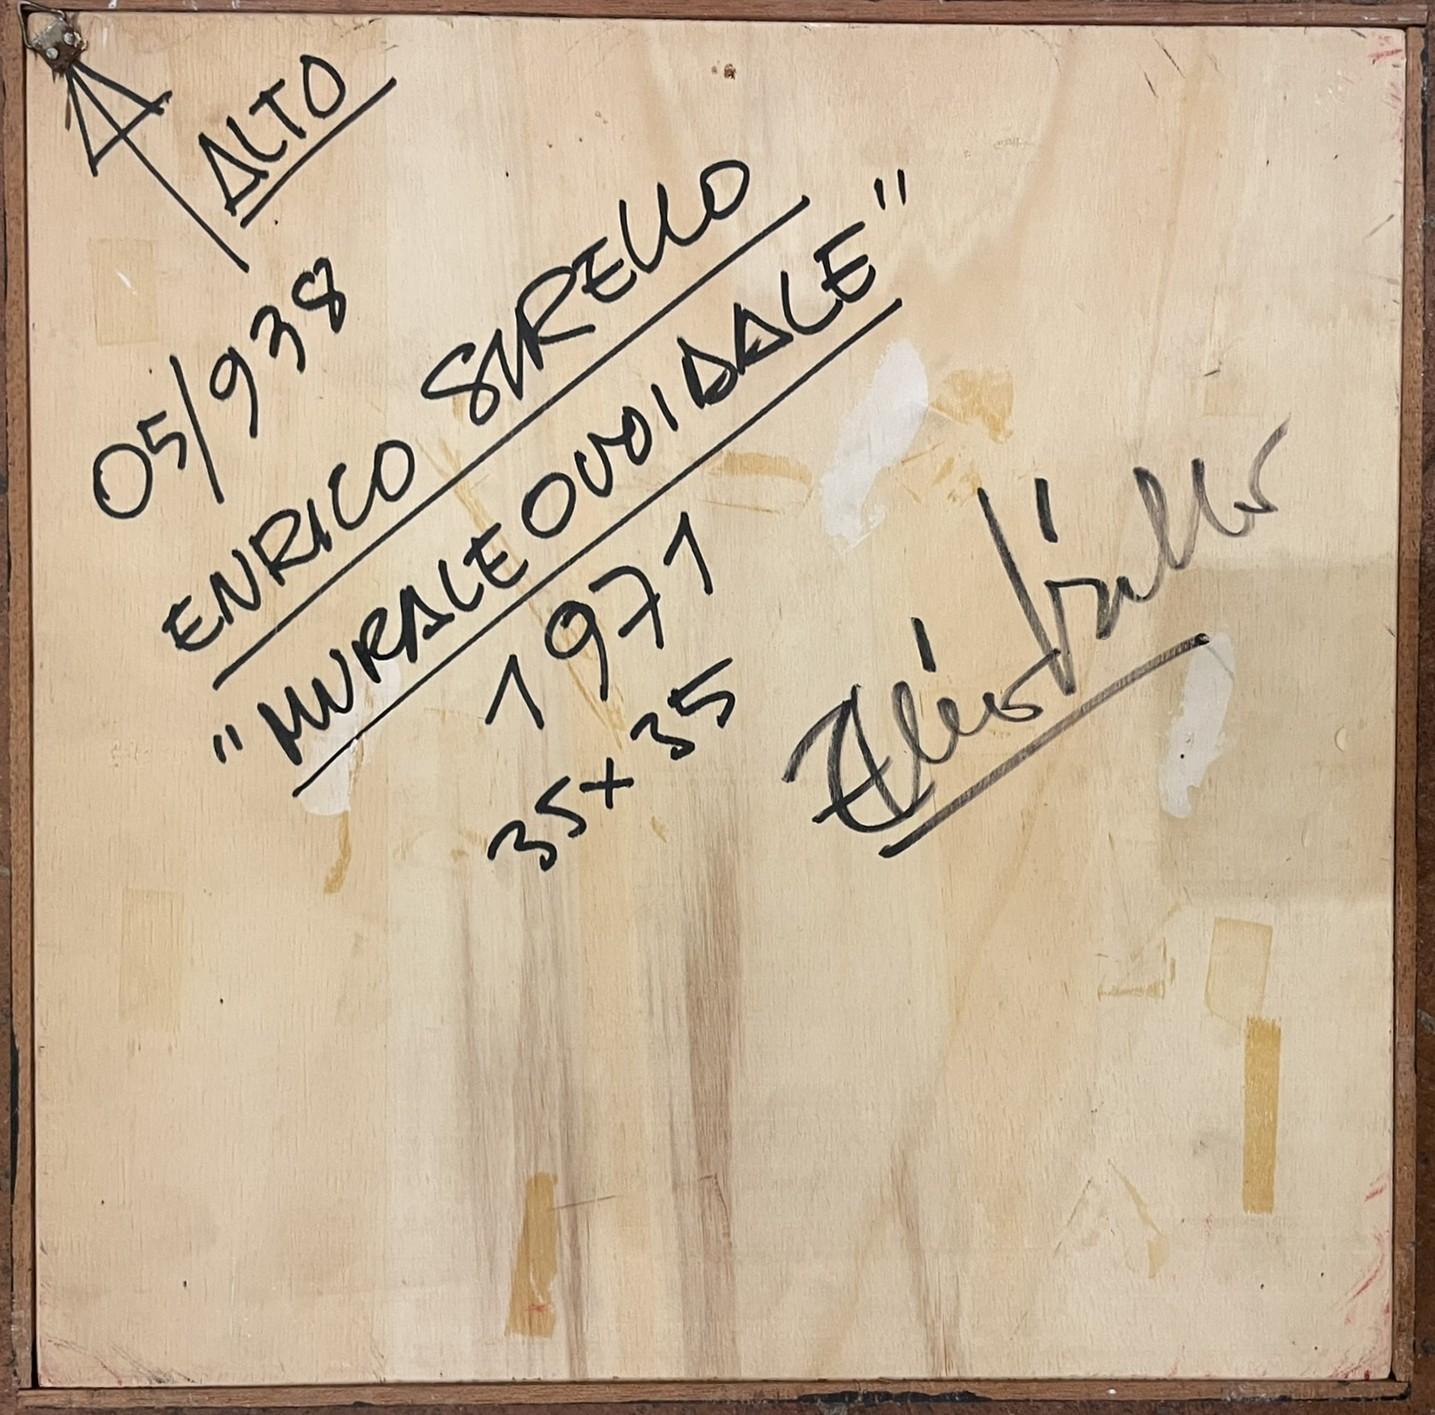 ALTO
05/938
ENRICO SIRELLO
"MURALE OVOIDALE"
1971
35x35